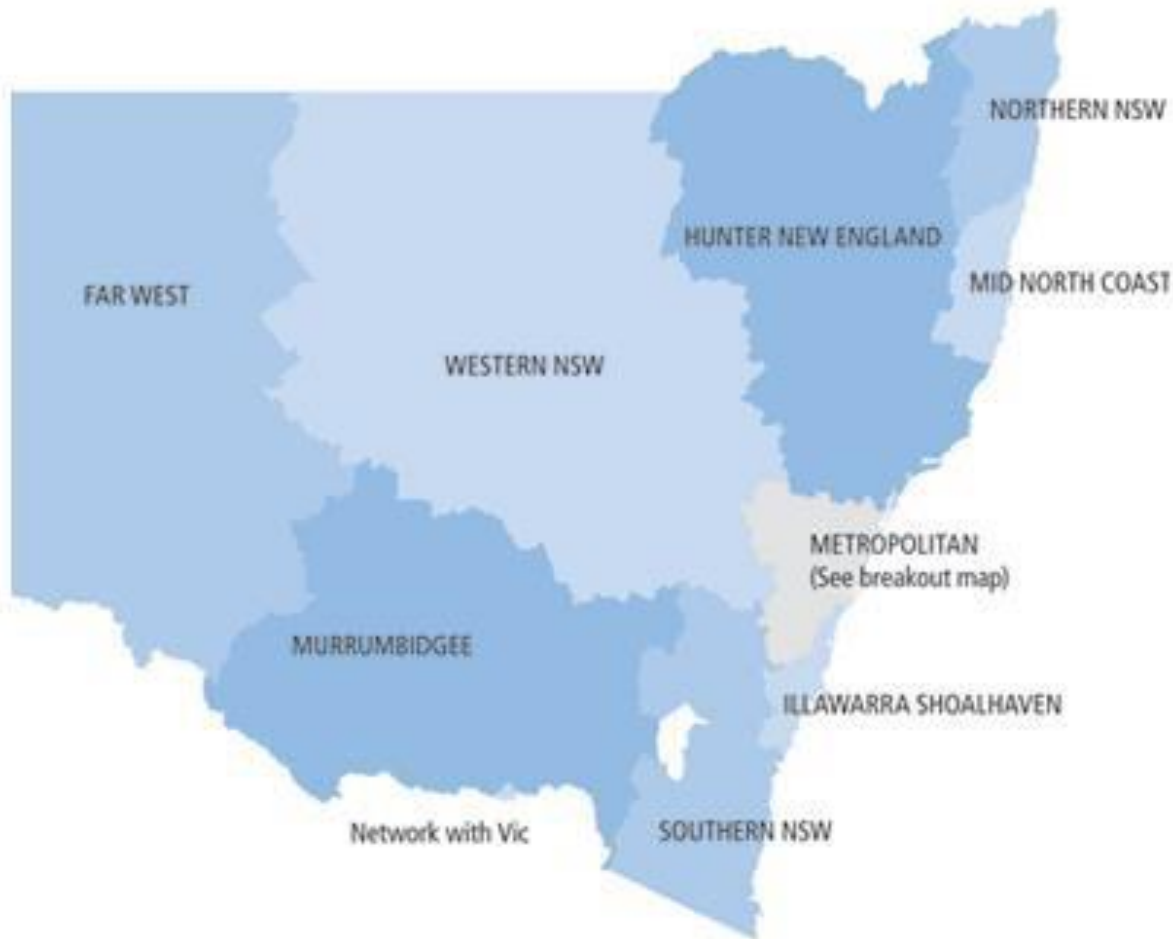 NORTHERN NSW
HUNTER NEW ENGLAND
MID NORTH COAST
FAR WEST
WESTERN NSW
METROPOLITAN
(See breakout map)
MURRUMBIDGEE
ILLAWARRA SHOALHAVEN
Network with Vic
SOUTHERN NSW